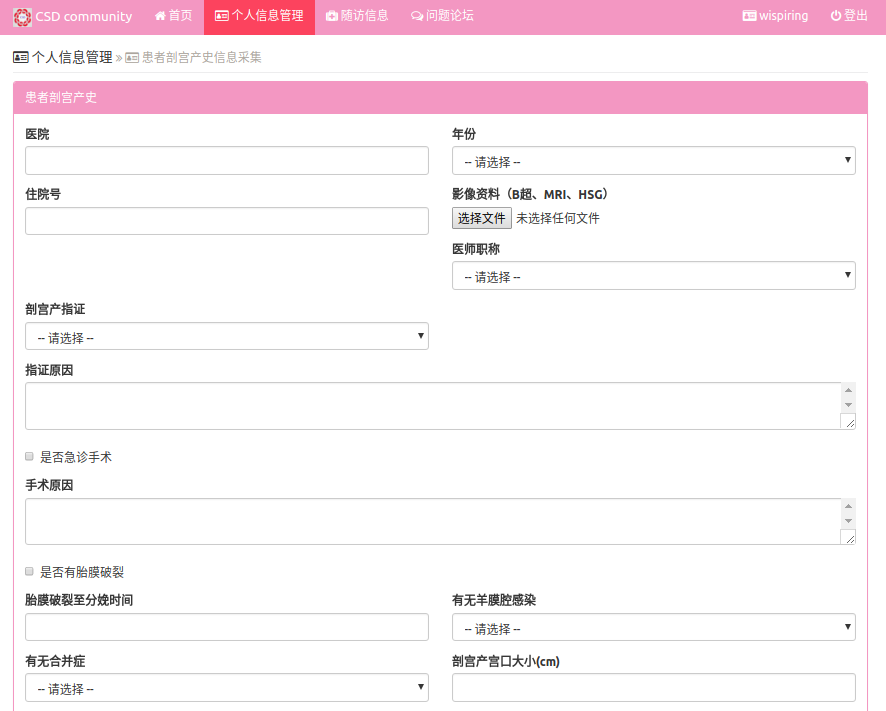 CSD community 首页 个人信息管理 随访信息 问题论坛 wispiring 登出
个人信息管理 » 患者剖宫产史信息采集
患者剖宫产史
医院 年份
-- 请选择 --
住院号 影像资料（B超、MRI、HSG）
选择文件 未选择任何文件
医师职称
-- 请选择 --
剖宫产指证
-- 请选择 --
指证原因
是否急诊手术
手术原因
是否有胎膜破裂
胎膜破裂至分娩时间 有无羊膜腔感染
-- 请选择 --
有无合并症 剖宫产宫口大小(cm)
-- 请选择 --